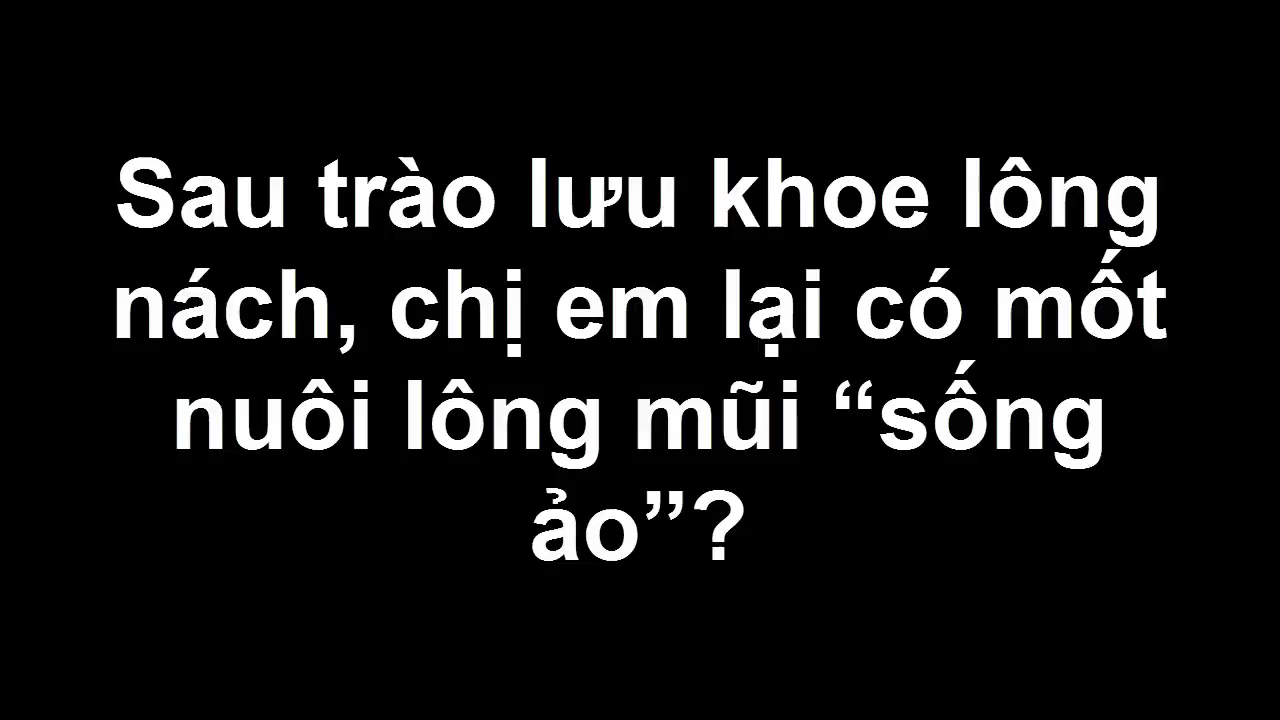 Sau trào lưu khoe lông
nách, chị em lại có mốt
nuôi lông mũi “sống
ảo”?